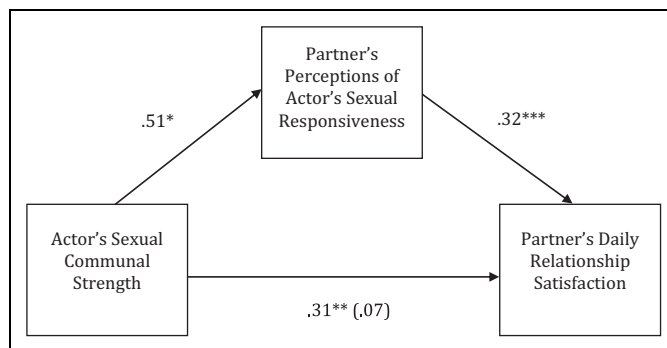 Partner’s
Perceptions of
Actor’s Sexual
Responsiveness
.51*
.32***
Actor’s Sexual
Communal
Strength
Partner’s Daily
Relationship
Satisfaction
.31** (.07)